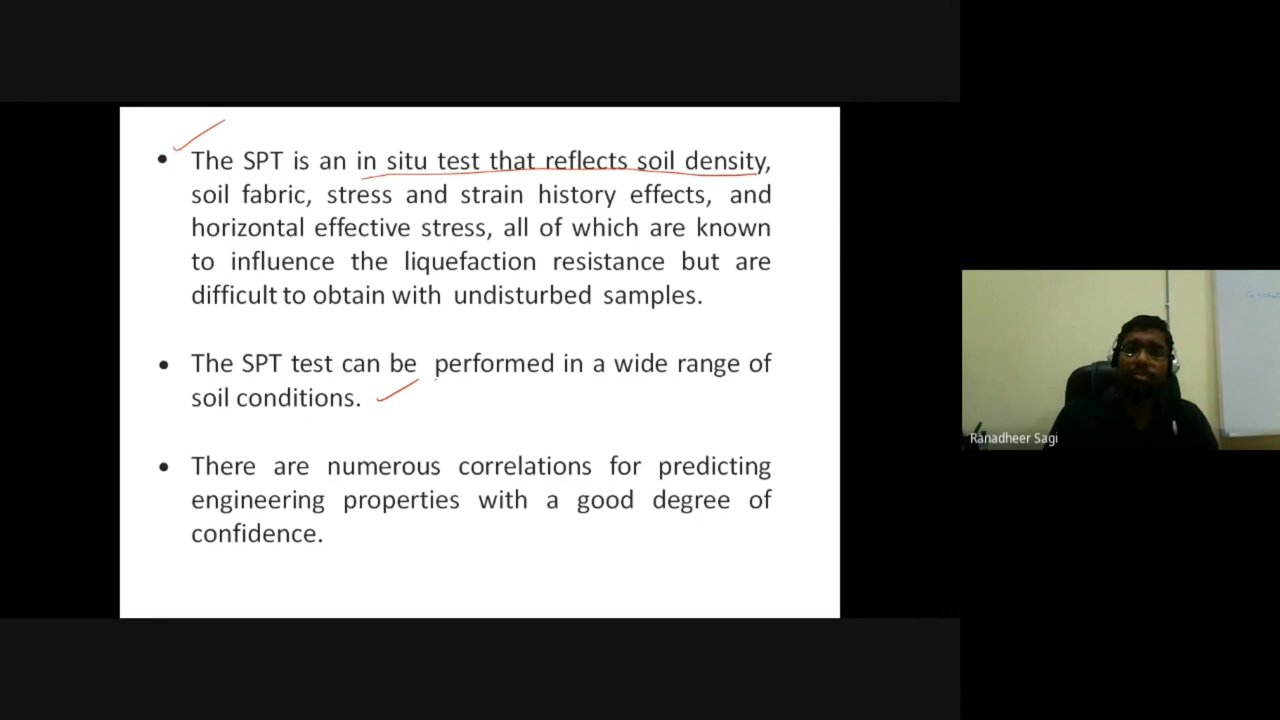 • The SPT is an in situ test that reflects soil density,
soil fabric, stress and strain history effects, and
horizontal effective stress, all of which are known
to influence the liquefaction resistance but are
difficult to obtain with undisturbed samples.
• The SPT test can be performed in a wide range of
soil conditions.
• There are numerous correlations for predicting
engineering properties with a good degree of
confidence.
Ranadheer Sagi